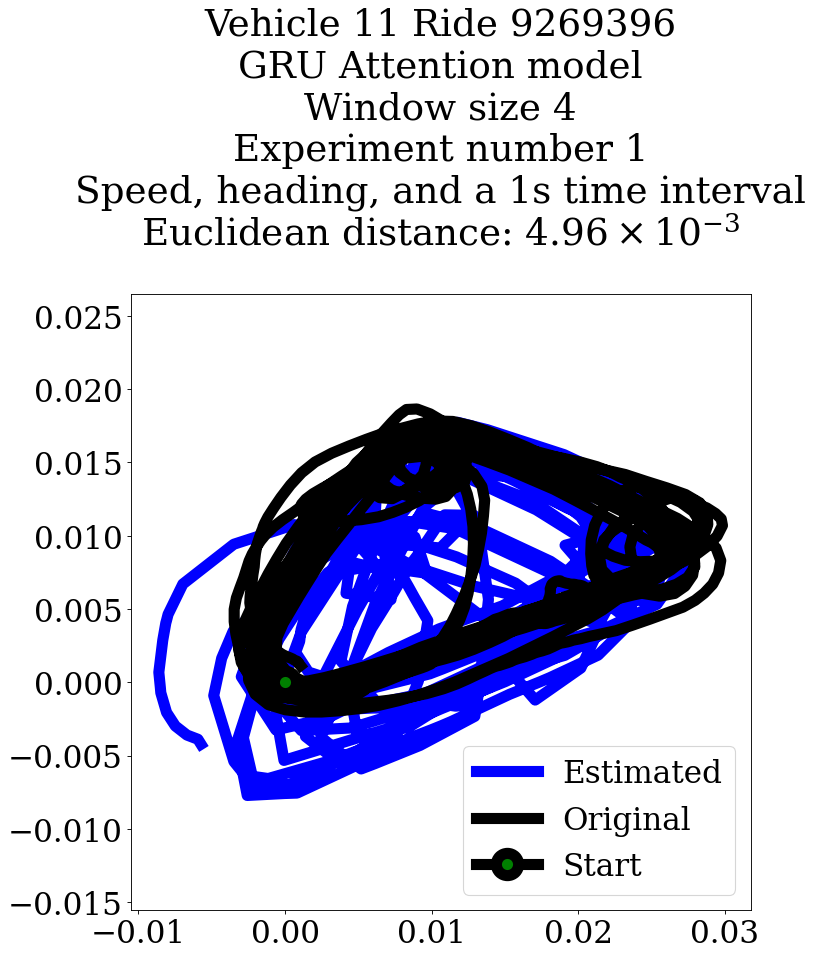 Vehicle 11 Ride 9269396
GRU Attention model
Window size 4
Experiment number 1
Speed, heading, and a 1s time interval
Euclidean distance: 4.96 × 10⁻³
0.025
0.020
0.015
0.010
0.005
0.000
−0.005
−0.010
−0.015
Estimated
Original
Start
−0.01
0.00
0.01
0.02
0.03